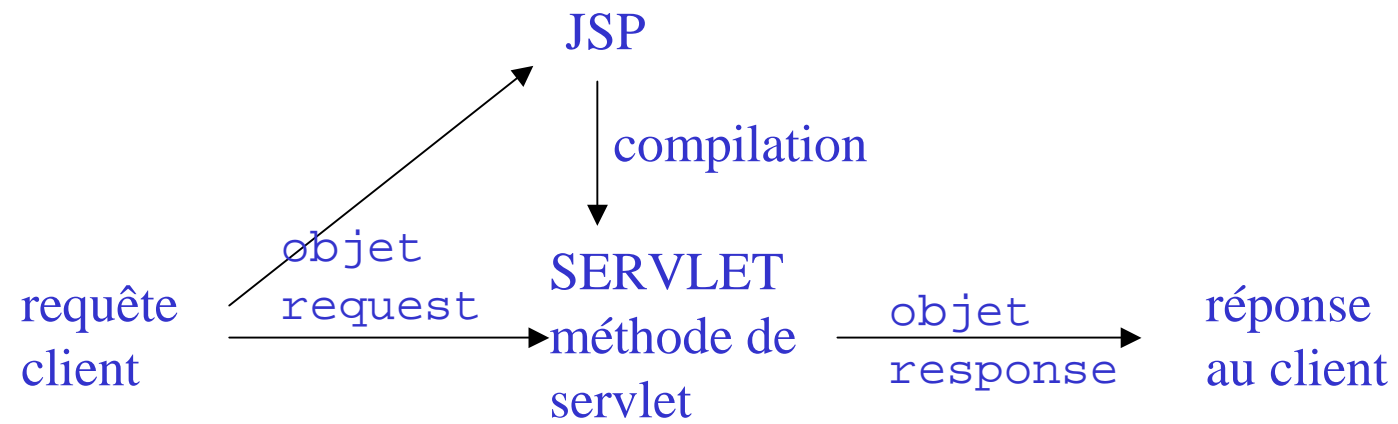 JSP
compilation
objet
request
requête
client
SERVLET
méthode de
servlet
objet
response
réponse
au client